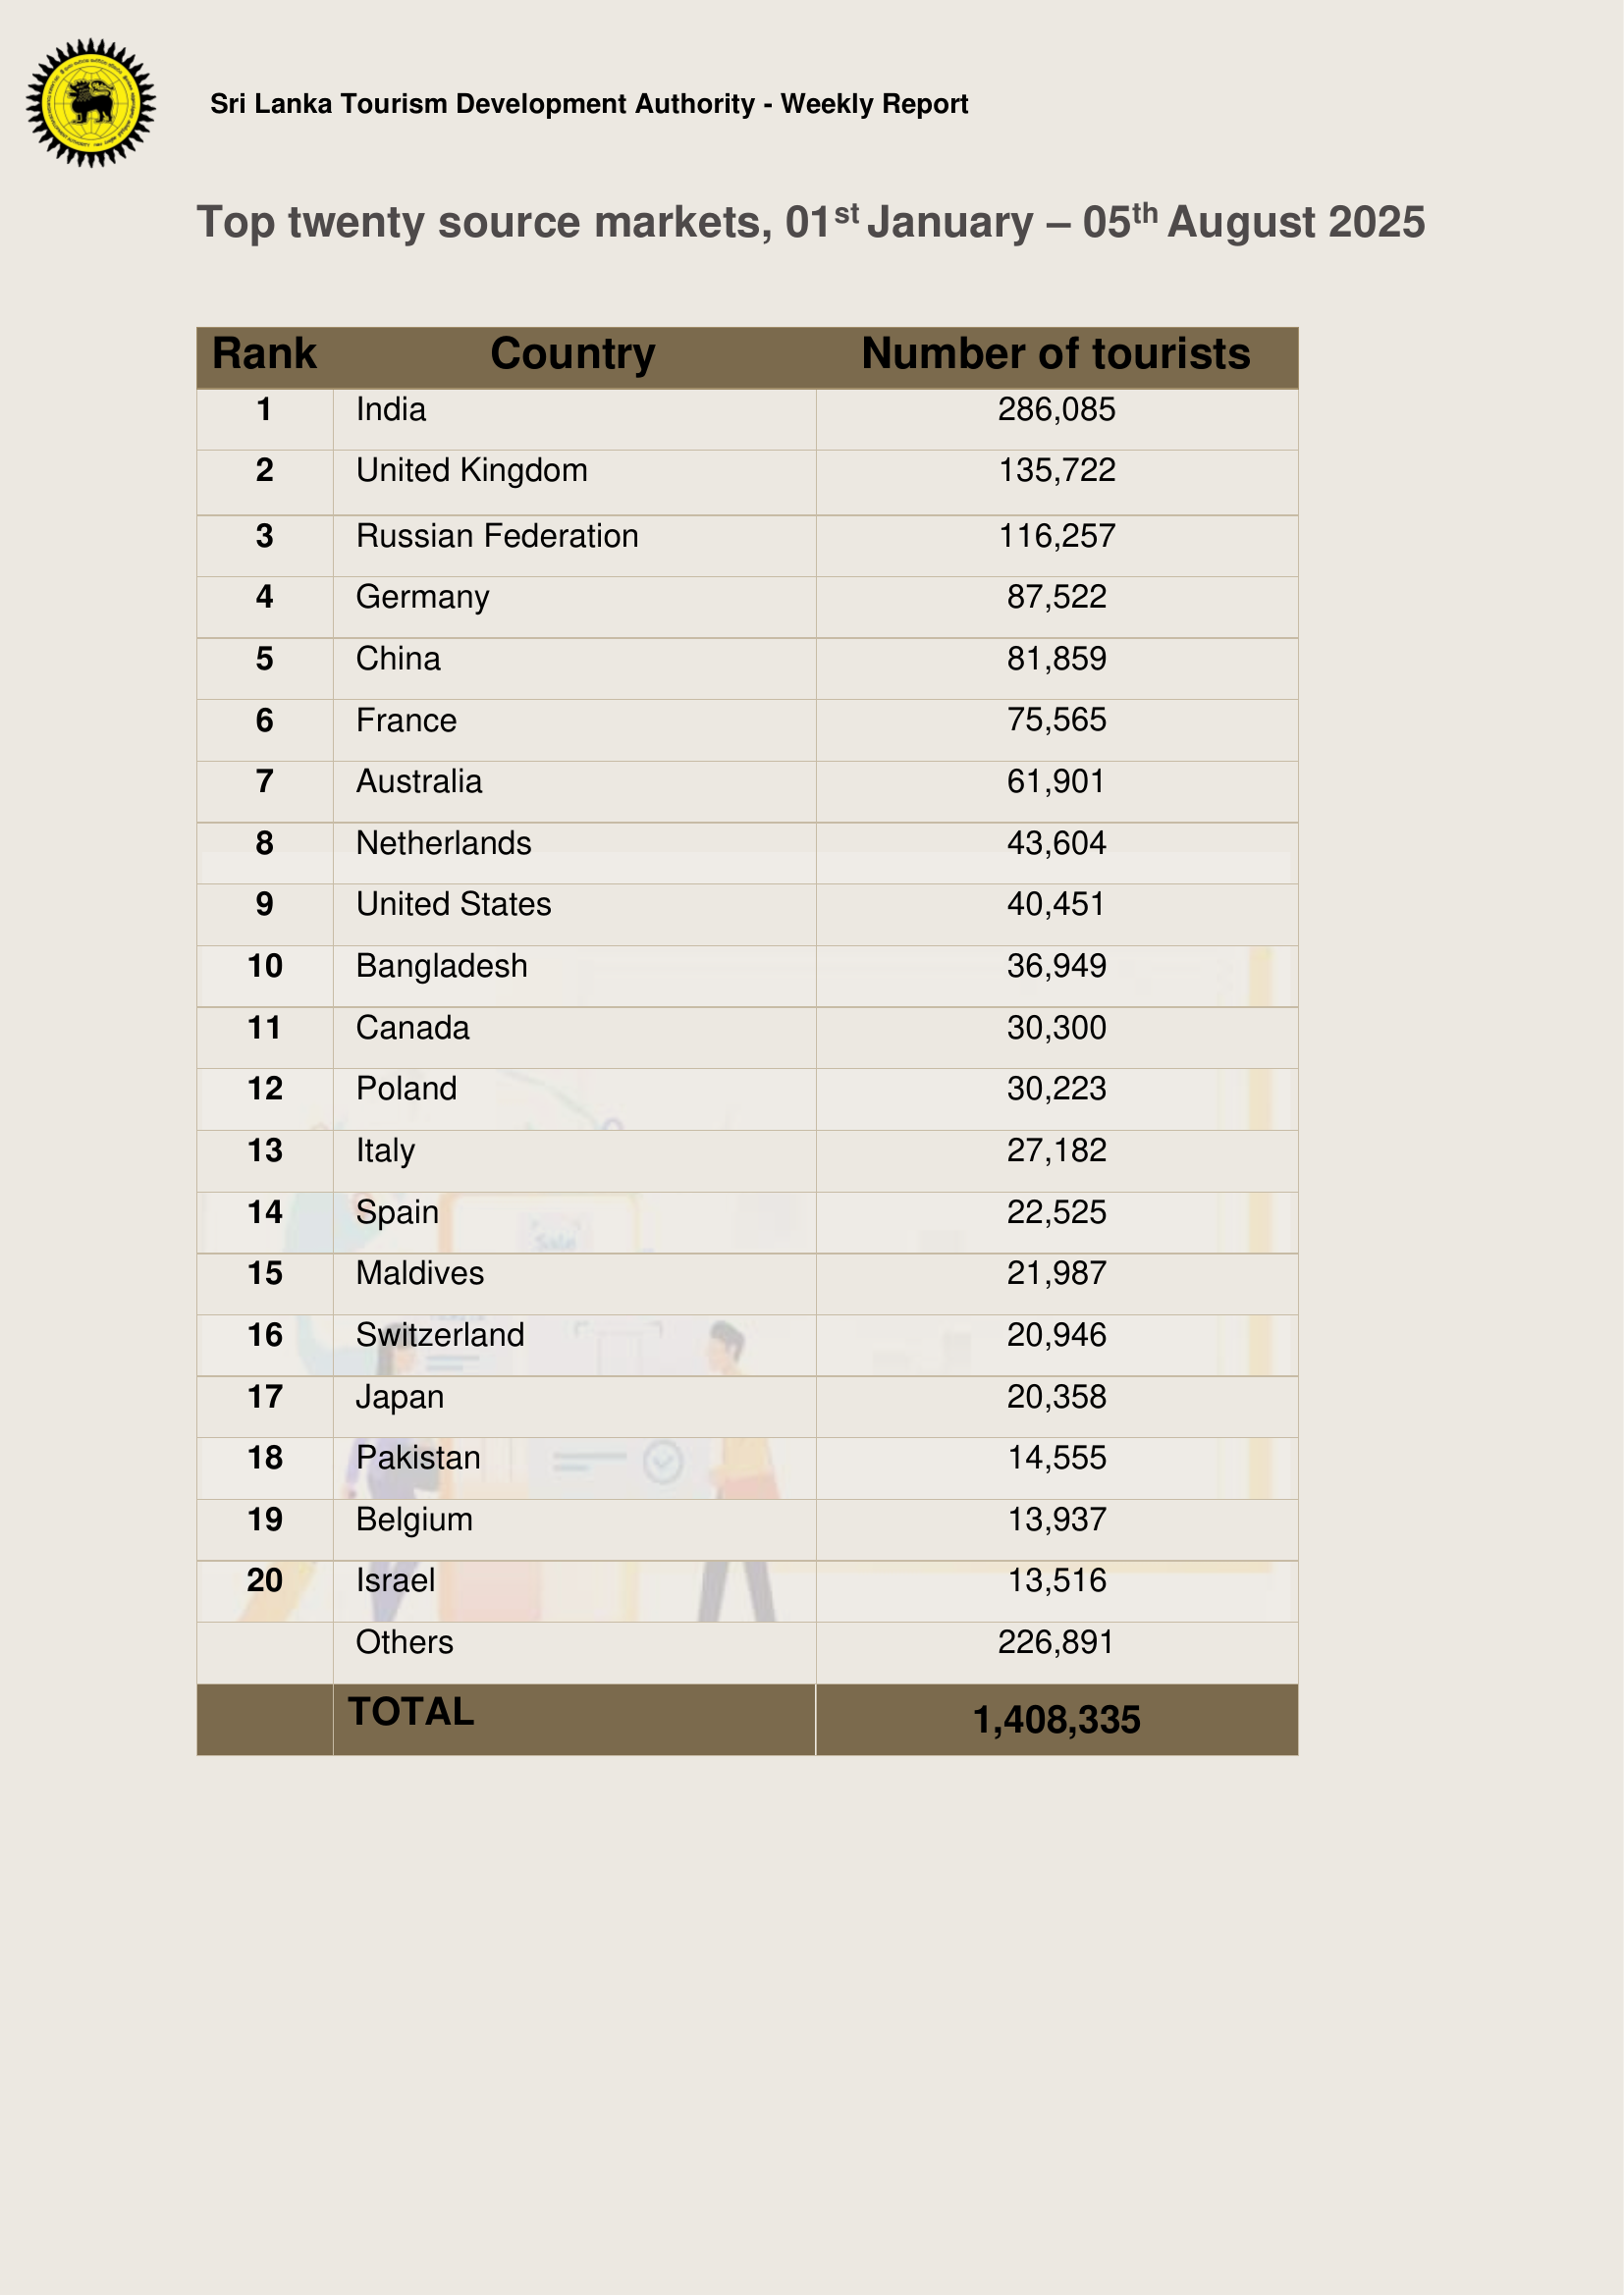 Sri Lanka Tourism Development Authority - Weekly Report
Top twenty source markets, 01st January – 05th August 2025
Rank Country Number of tourists
1 India 286,085
2 United Kingdom 135,722
3 Russian Federation 116,257
4 Germany 87,522
5 China 81,859
6 France 75,565
7 Australia 61,901
8 Netherlands 43,604
9 United States 40,451
10 Bangladesh 36,949
11 Canada 30,300
12 Poland 30,223
13 Italy 27,182
14 Spain 22,525
Sale
15 Maldives 21,987
16 Switzerland 20,946
17 Japan 20,358
18 Pakistan 14,555
19 Belgium 13,937
20 Israel 13,516
Others 226,891
TOTAL 1,408,335